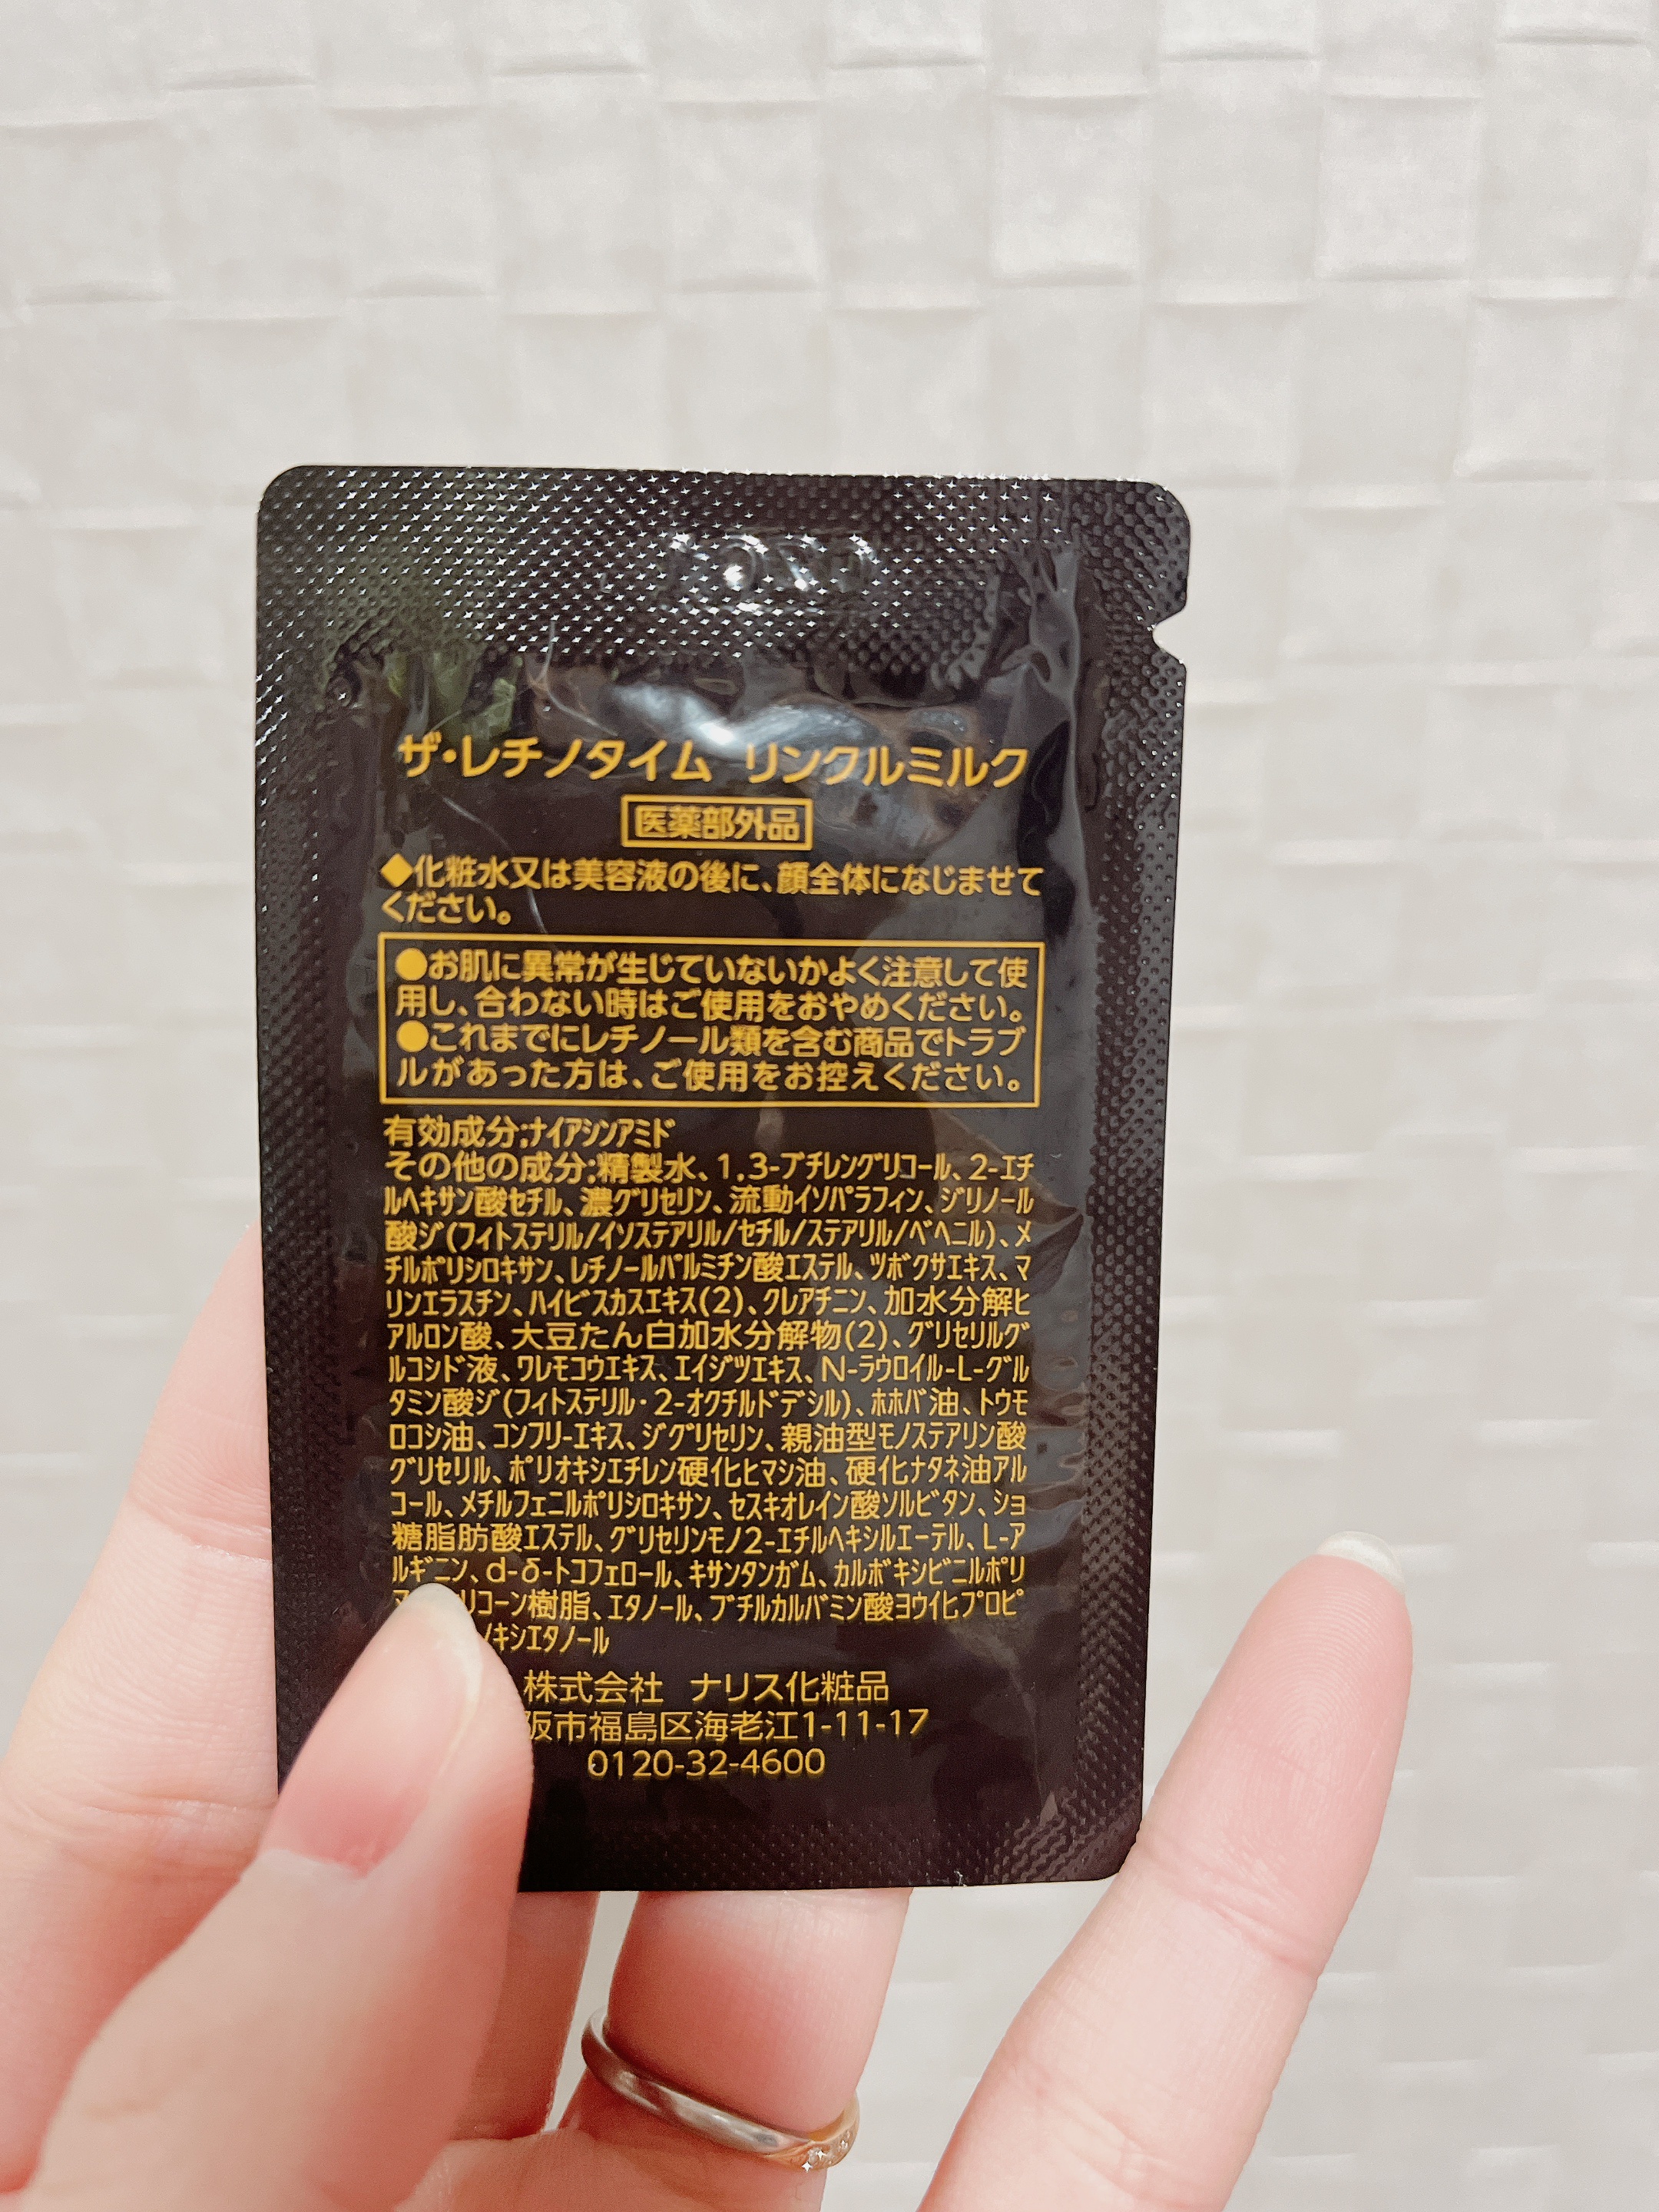 ザ・レチノタイム リンクルミルク
医薬部外品
◆化粧水又は美容液の後に、顔全体になじませて
ください。
●お肌に異常が生じていないかよく注意して使
用し、合わない時はご使用をおやめください。
●これまでにレチノール類を含む商品でトラブ
ルがあった方は、ご使用をお控えください。
有効成分:ナイアシンアミド
その他の成分:精製水、1,3-ブチレングリコール、2-エチ
ルヘキサン酸セチル、濃グリセリン、流動イソパラフィン、ジリノール
酸ジ(フィトステリル/イソステアリル/セチル/ステアリル/ベヘニル)、メ
チルポリシロキサン、レチノールパルミチン酸エステル、ツボクサエキス、マ
リンエラスチン、ハイビスカスエキス(2)、クレアチニン、加水分解ヒ
アルロン酸、大豆たん白加水分解物(2)、グリセリルグ
ルコシド液、ワレモコウエキス、エイジツエキス、N-ラウロイル-L-グル
タミン酸ジ(フィトステリル・2-オクチルドデシル)、ホホバ油、トウモ
ロコシ油、コンフリーエキス、ジグリセリン、親油型モノステアリン酸
グリセリル、ポリオキシエチレン硬化ヒマシ油、硬化ナタネ油アル
コール、メチルフェニルポリシロキサン、セスキオレイン酸ソルビタン、ショ
糖脂肪酸エステル、グリセリンモノ2-エチルヘキシルエーテル、L-ア
ルギニン、d-δ-トコフェロール、キサンタンガム、カルボキシビニルポリ
リコーン樹脂、エタノール、ブチルカルバミン酸ヨウ化プロピ
ノキシエタノール
株式会社 ナリス化粧品
阪市福島区海老江1-11-17
0120-32-4600